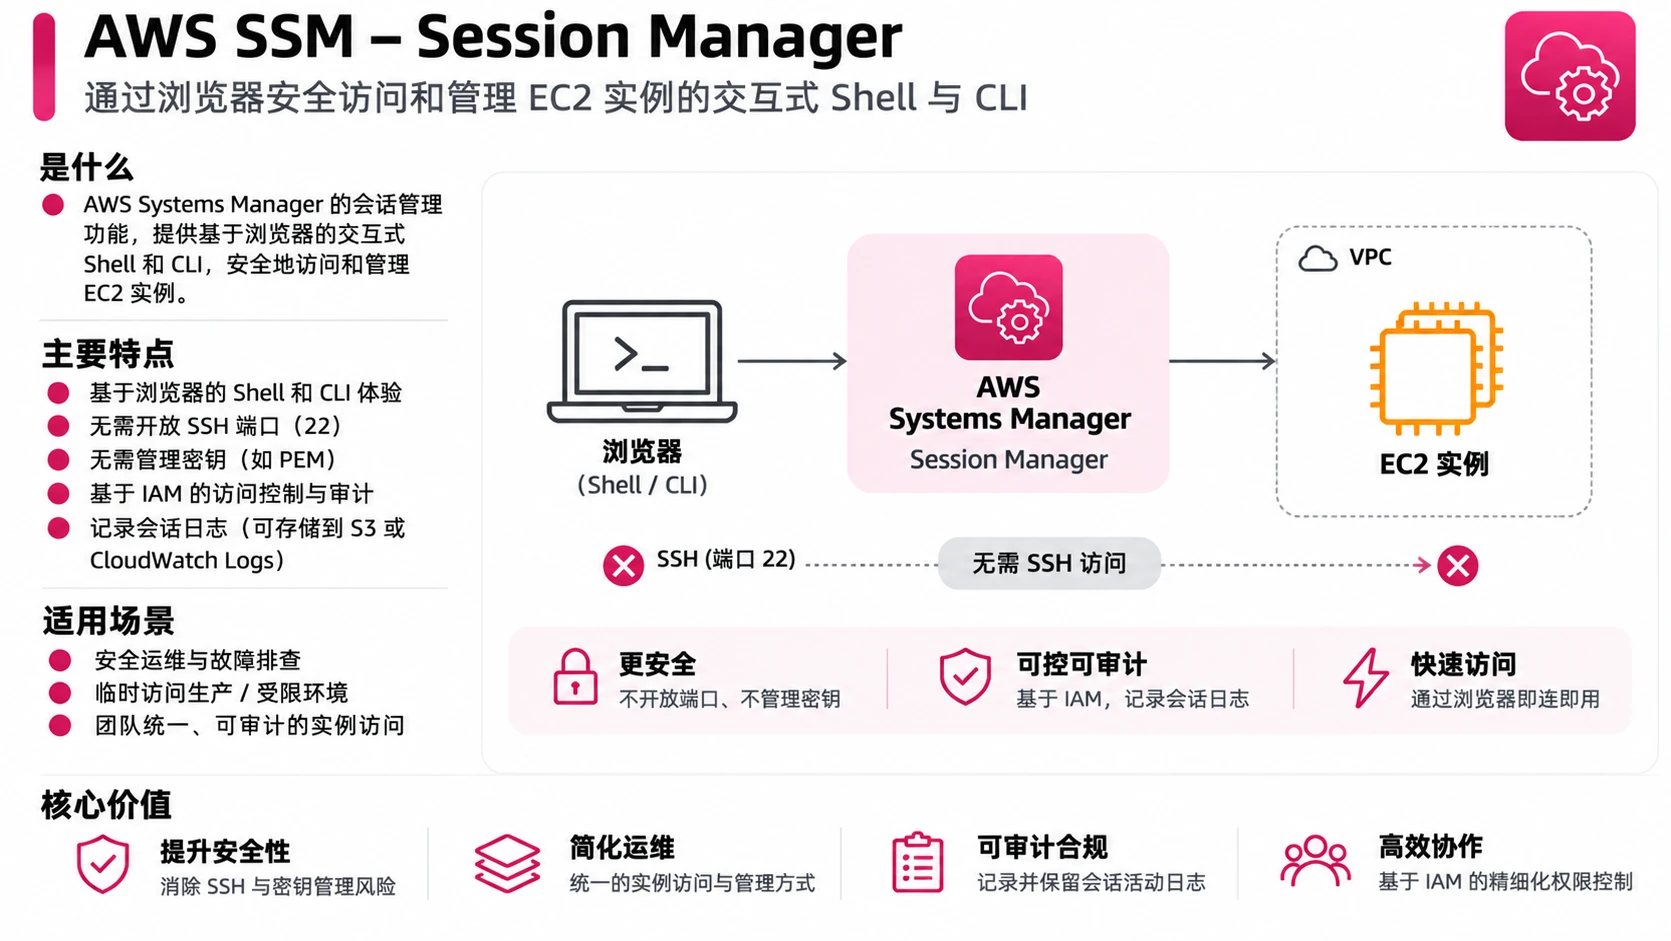 AWS SSM – Session Manager
通过浏览器安全访问和管理 EC2 实例的交互式 Shell 与 CLI
是什么
AWS Systems Manager 的会话管理
功能，提供基于浏览器的交互式
Shell 和 CLI，安全地访问和管理
EC2 实例。
主要特点
基于浏览器的 Shell 和 CLI 体验
无需开放 SSH 端口（22）
无需管理密钥（如 PEM）
基于 IAM 的访问控制与审计
记录会话日志（可存储到 S3 或
CloudWatch Logs）
适用场景
安全运维与故障排查
临时访问生产 / 受限环境
团队统一、可审计的实例访问
浏览器
（Shell / CLI）
AWS
Systems Manager
Session Manager
VPC
EC2 实例
SSH (端口 22)
无需 SSH 访问
更安全
不开放端口、不管理密钥
可控可审计
基于 IAM，记录会话日志
快速访问
通过浏览器即连即用
核心价值
提升安全性
消除 SSH 与密钥管理风险
简化运维
统一的实例访问与管理方式
可审计合规
记录并保留会话活动日志
高效协作
基于 IAM 的精细化权限控制